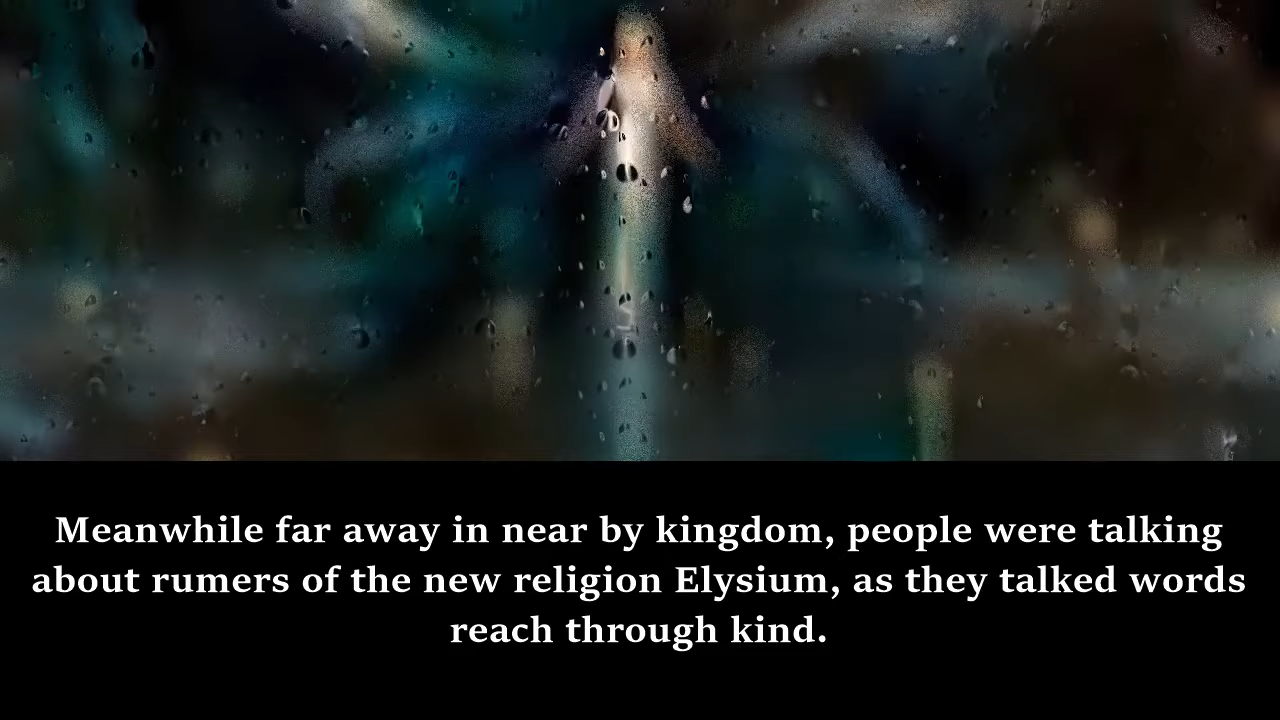 Meanwhile far away in near by kingdom, people were talking
about rumers of the new religion Elysium, as they talked words
reach through kind.